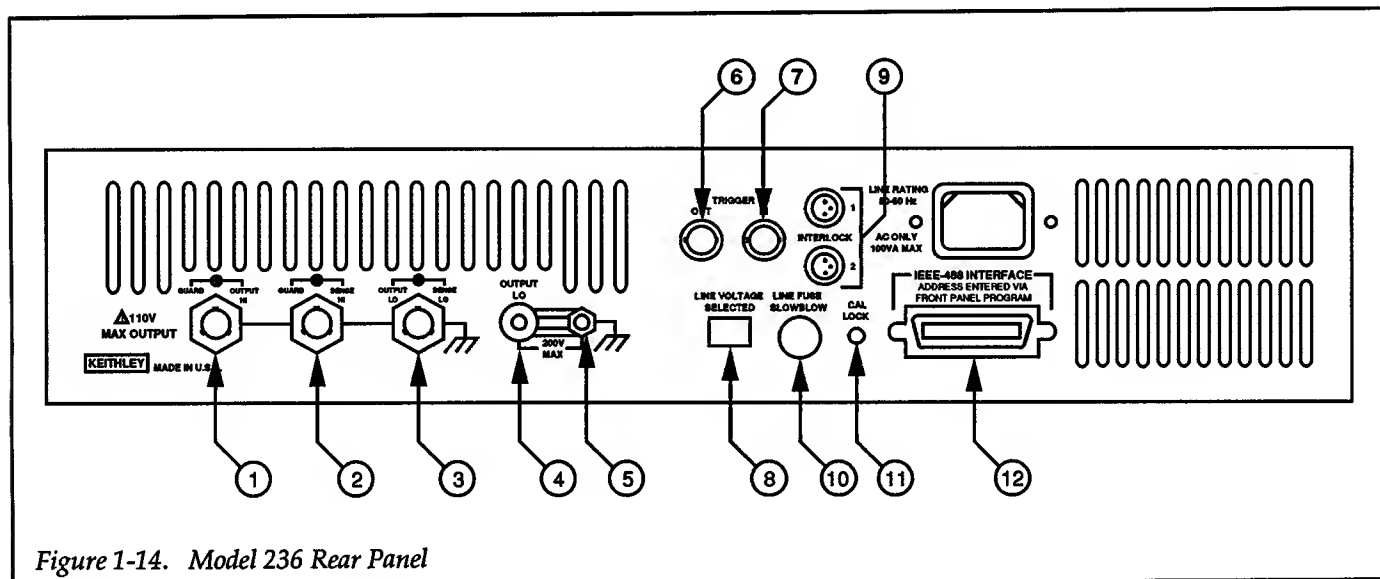 6 7 9
OUT TRIGGER
1
INTERLOCK
2
LINE RATING
50-60 Hz
AC ONLY
100VA MAX
GUARD OUTPUT
HI
GUARD SENSE
HI
OUTPUT SENSE
LO LO
OUTPUT
LO
200V
MAX
110V
MAX OUTPUT
KEITHLEY MADE IN
LINE VOLTAGE
SELECTED
LINE FUSE
SLOWBLOW
CAL
LOCK
IEEE-488 INTERFACE
ADDRESS ENTERED VIA
FRONT PANEL PROGRAM
1 2 3 4 5 8 10 11 12
Figure 1-14. Model 236 Rear Panel